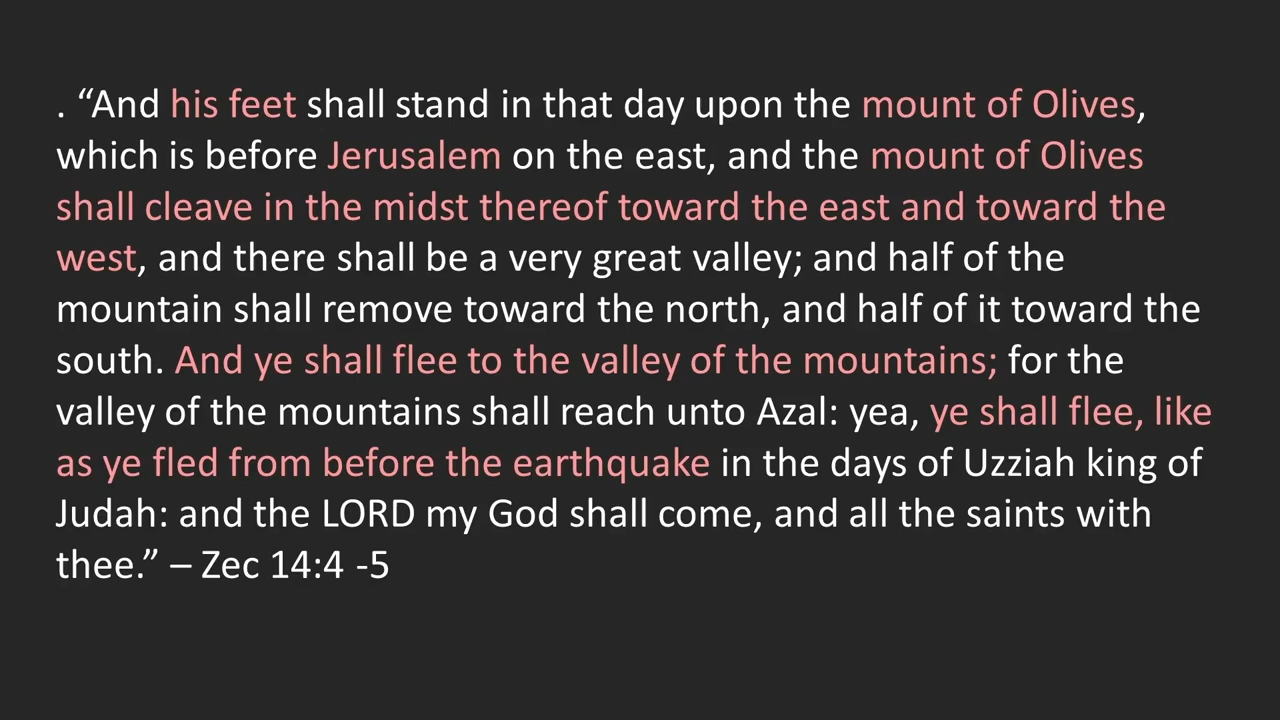 . “And his feet shall stand in that day upon the mount of Olives,
which is before Jerusalem on the east, and the mount of Olives
shall cleave in the midst thereof toward the east and toward the
west, and there shall be a very great valley; and half of the
mountain shall remove toward the north, and half of it toward the
south. And ye shall flee to the valley of the mountains; for the
valley of the mountains shall reach unto Azal: yea, ye shall flee, like
as ye fled from before the earthquake in the days of Uzziah king of
Judah: and the LORD my God shall come, and all the saints with
thee.” – Zec 14:4 -5